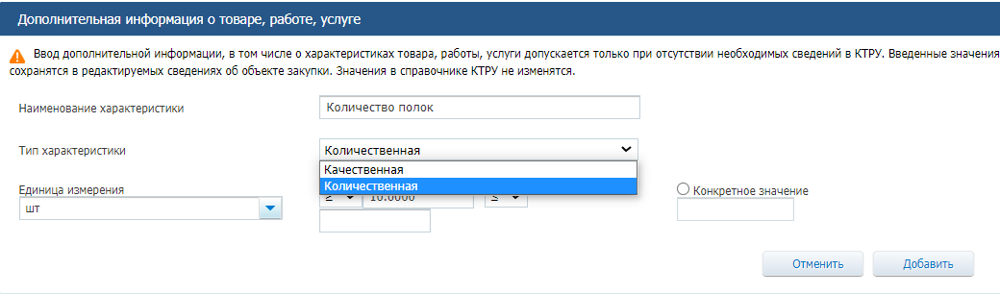 Дополнительная информация о товаре, работе, услуге
Ввод дополнительной информации, в том числе о характеристиках товара, работы, услуги допускается только при отсутствии необходимых сведений в КТРУ. Введенные значения
сохранятся в редактируемых сведениях об объекте закупки. Значения в справочнике КТРУ не изменятся.
Наименование характеристики
Количество полок
Тип характеристики
Количественная
Качественная
Количественная
Единица измерения
шт
≥ 10.0000 ≤
Конкретное значение
Отменить
Добавить